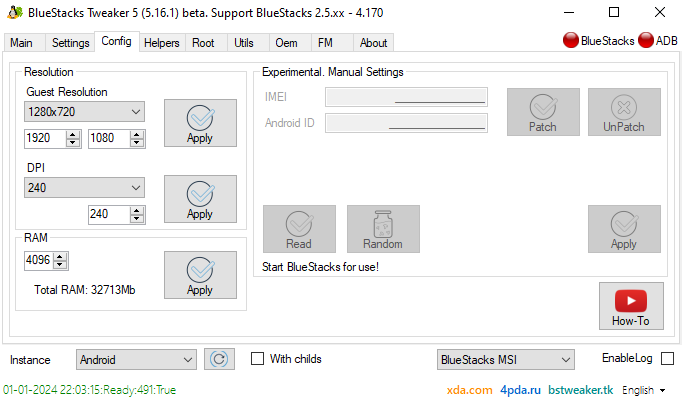 BlueStacks Tweaker 5 (5.16.1) beta. Support BlueStacks 2.5.xx - 4.170
Main Settings Config Helpers Root Utils Oem FM About BlueStacks ADB
Resolution
Guest Resolution
1280x720
1920 1080 Apply
DPI
240
240 Apply
RAM
4096
Total RAM: 32713Mb Apply
Experimental. Manual Settings
IMEI
Android ID
Patch UnPatch
Read Random Apply
Start BlueStacks for use!
How-To
Instance Android With childs BlueStacks MSI EnableLog
01-01-2024 22:03:15:Ready:491:True xda.com 4pda.ru bstweaker.tk English